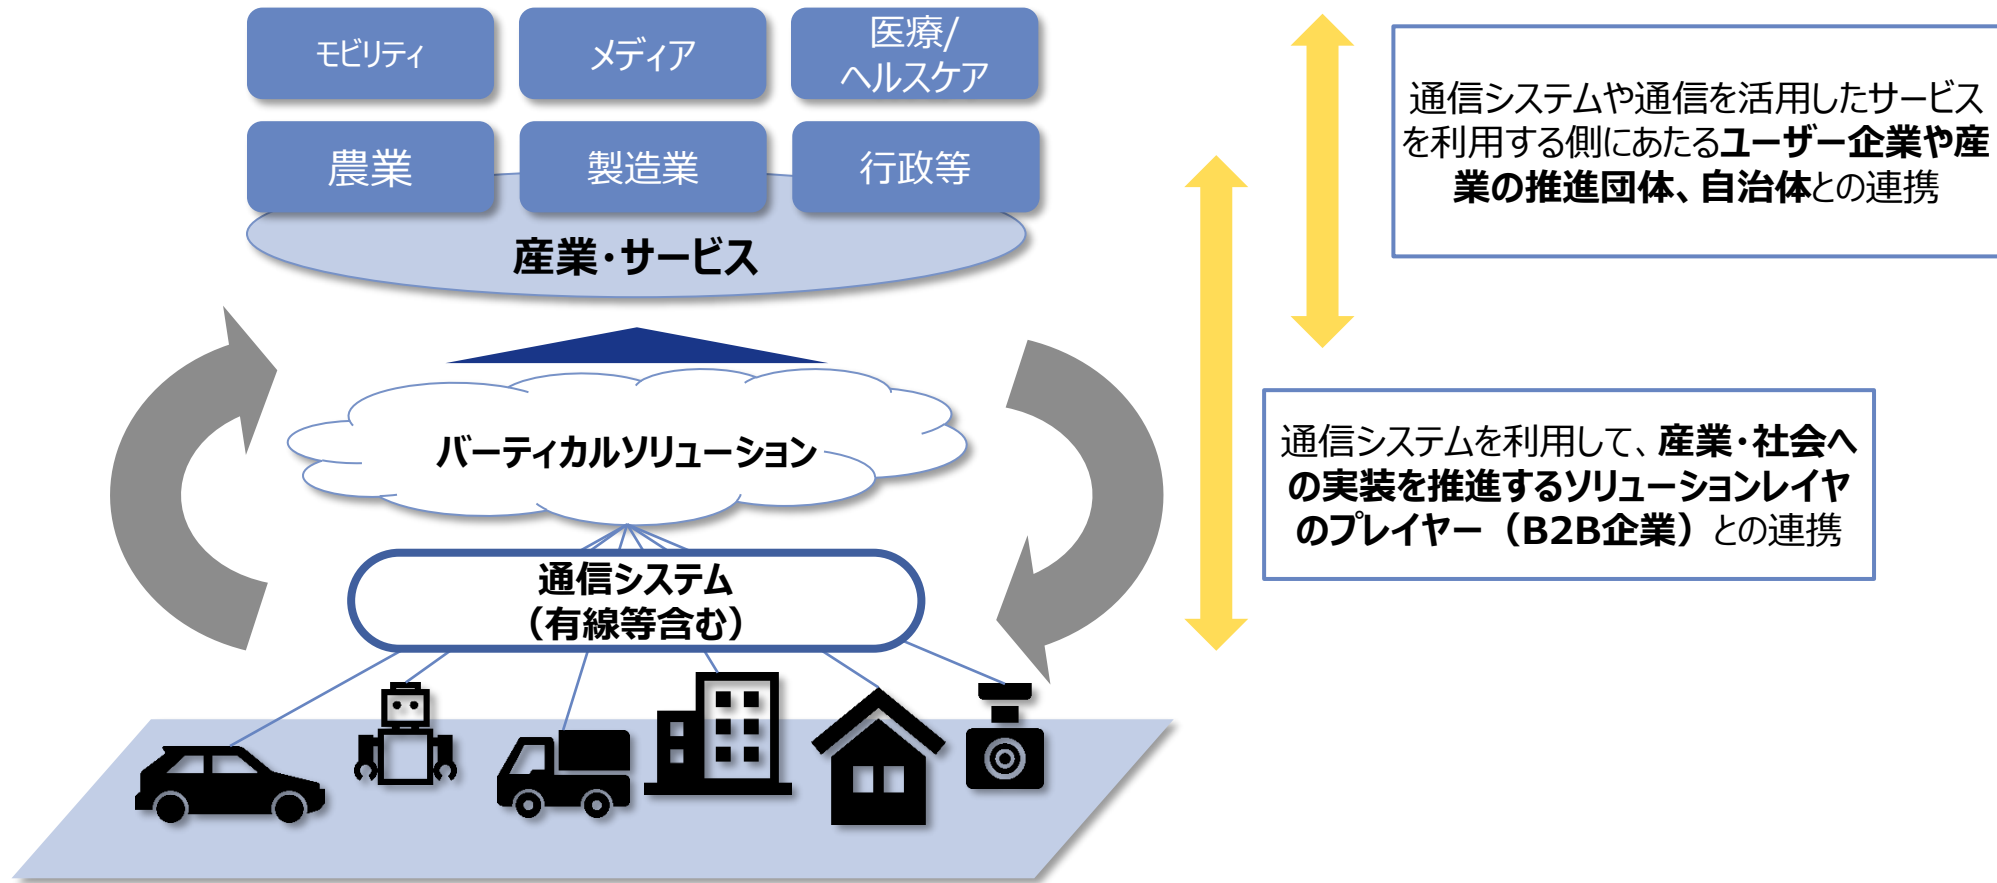 モビリティ
メディア
医療/
ヘルスケア
農業
製造業
行政等
産業・サービス
バーティカルソリューション
通信システム
（有線等含む）
通信システムや通信を活用したサービス
を利用する側にあたるユーザー企業や産
業の推進団体、自治体との連携
通信システムを利用して、産業・社会へ
の実装を推進するソリューションレイヤ
のプレイヤー（B2B企業）との連携